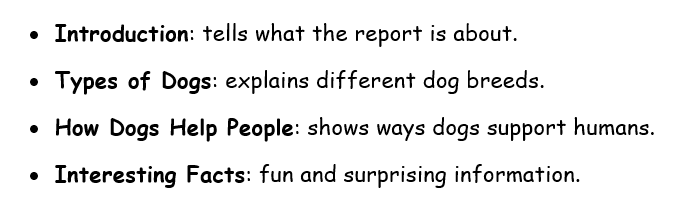 • Introduction: tells what the report is about.
• Types of Dogs: explains different dog breeds.
• How Dogs Help People: shows ways dogs support humans.
• Interesting Facts: fun and surprising information.